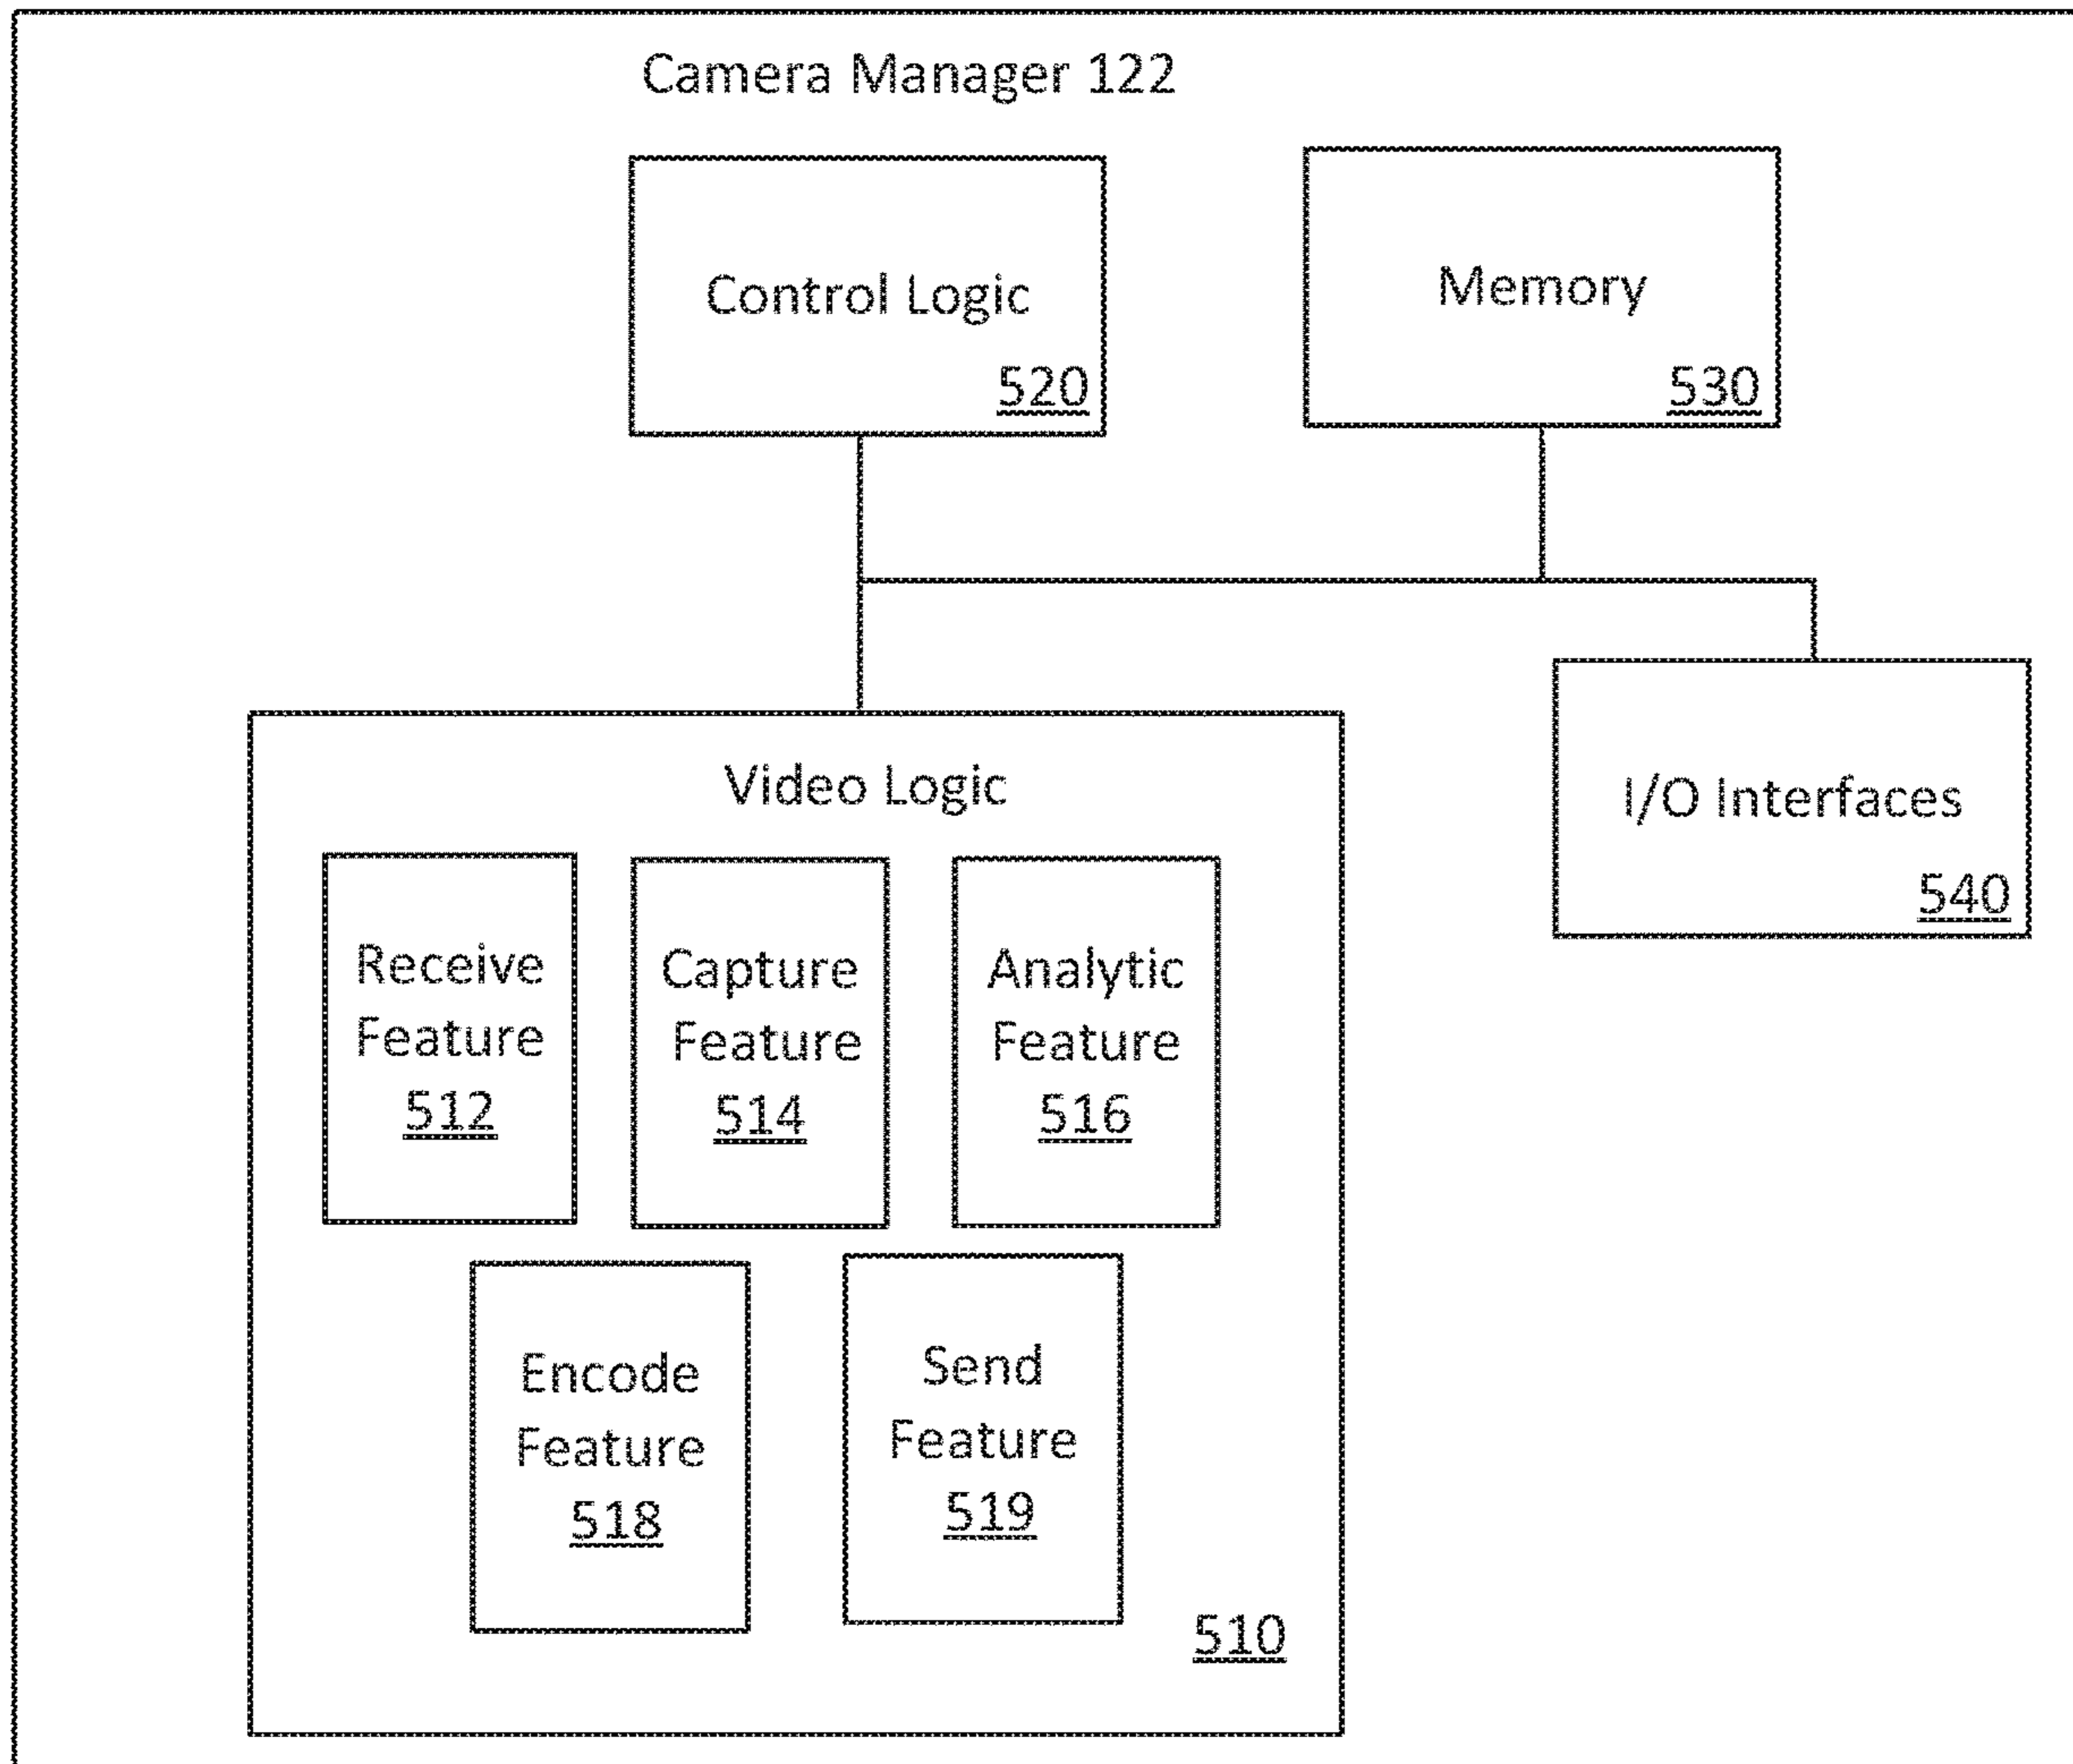 Camera Manager 122
Control Logic
520
Memory
530
Video Logic
I/O Interfaces
540
Receive
Feature
512
Capture
Feature
514
Analytic
Feature
516
Encode
Feature
518
Send
Feature
519
510